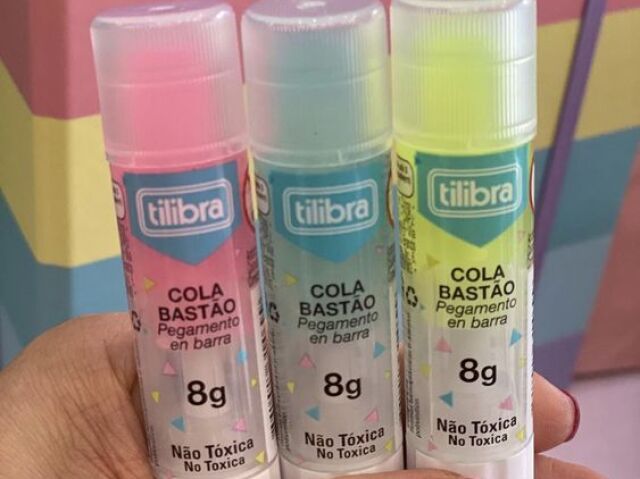 tilibra
COLA
BASTÃO
Pegamento
en barra
8g
Não Tóxica
No Toxica
tilibra
COLA
BASTÃO
Pegamento
en barra
8g
Não Tóxica
No Toxica
tilibra
COLA
BASTÃO
Pegamento
en barra
8g
Não Tóxica
No Toxica